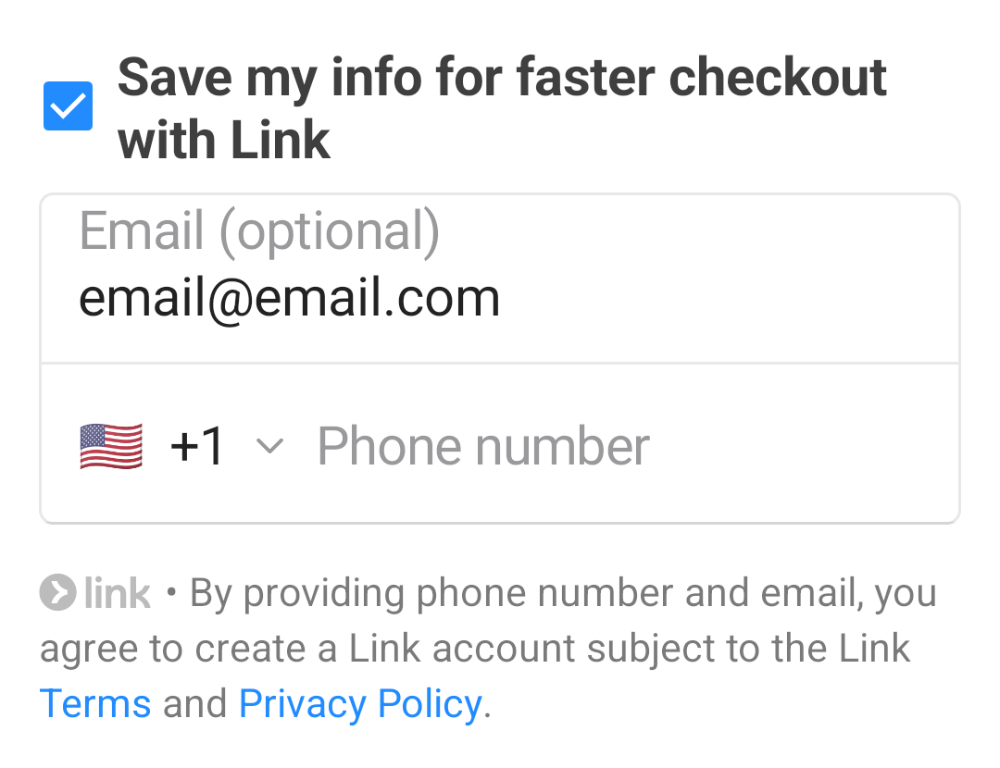 Save my info for faster checkout
with Link
Email (optional)
email@email.com
+1 Phone number
link • By providing phone number and email, you
agree to create a Link account subject to the Link
Terms and Privacy Policy.